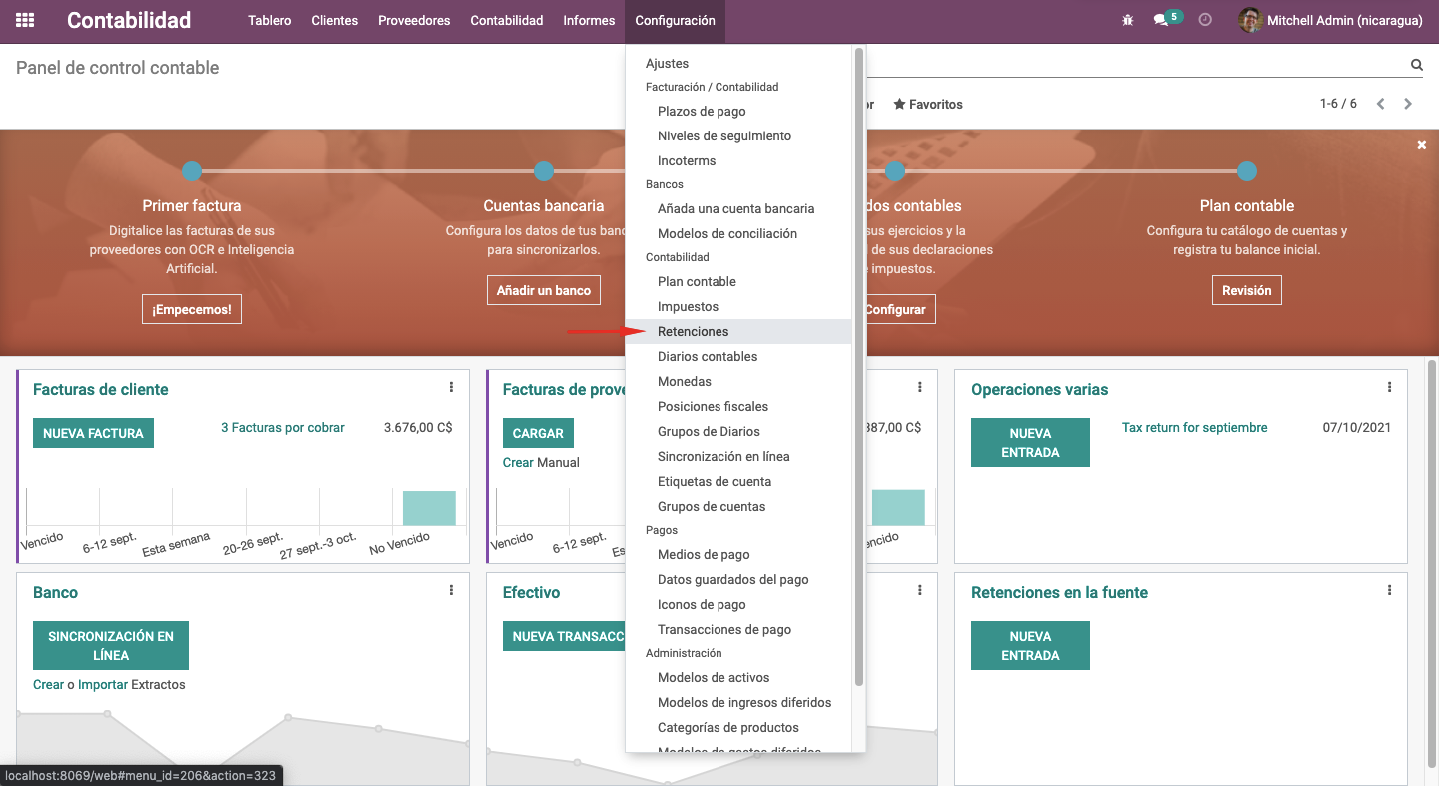 Contabilidad
Tablero
Clientes
Proveedores
Contabilidad
Informes
Configuración
5
Mitchell Admin (nicaragua)
Panel de control contable
Favoritos
1-6 / 6
Ajustes
Facturación / Contabilidad
Plazos de pago
Niveles de seguimiento
Incoterms
Bancos
Añada una cuenta bancaria
Modelos de conciliación
Contabilidad
Plan contable
Impuestos
Retenciones
Diarios contables
Monedas
Posiciones fiscales
Grupos de Diarios
Sincronización en línea
Etiquetas de cuenta
Grupos de cuentas
Pagos
Medios de pago
Datos guardados del pago
Iconos de pago
Transacciones de pago
Administración
Modelos de activos
Modelos de ingresos diferidos
Categorías de productos
Modelos de gastos diferidos
Primer factura
Digitalice las facturas de sus
proveedores con OCR e Inteligencia
Artificial.
¡Empecemos!
Cuentas bancaria
Configura los datos de tus banc
para sincronizarlos.
Añadir un banco
dos contables
sus ejercicios y la
de sus declaraciones
impuestos.
Configurar
Plan contable
Configura tu catálogo de cuentas y
registra tu balance inicial.
Revisión
Facturas de cliente
NUEVA FACTURA
3 Facturas por cobrar
3.676,00 C$
Vencido
6-12 sept.
Esta semana
20-26 sept.
27 sept.-3 oct.
No Vencido
Facturas de prove
CARGAR
Crear Manual
387,00 C$
Vencido
6-12 sept.
Es
encido
Operaciones varias
NUEVA
ENTRADA
Tax return for septiembre
07/10/2021
Banco
SINCRONIZACIÓN EN
LÍNEA
Crear o Importar Extractos
Efectivo
NUEVA TRANSACC
Retenciones en la fuente
NUEVA
ENTRADA
localhost:8069/web#menu_id=206&action=323